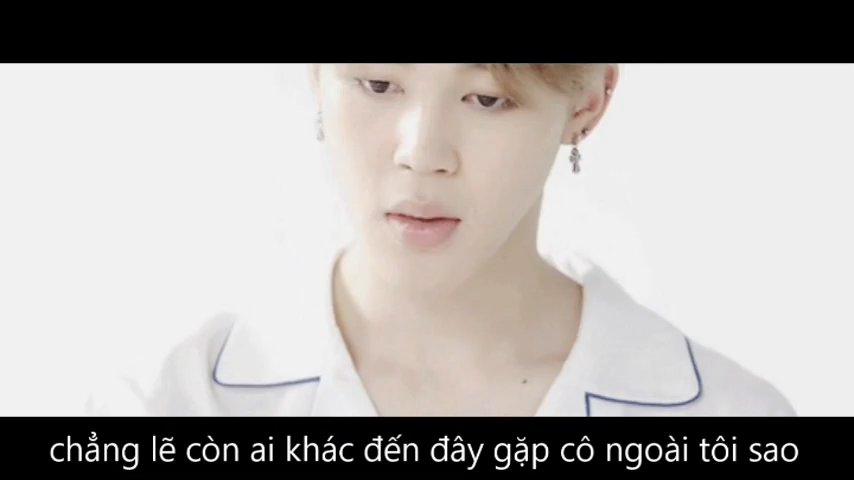 chẳng lẽ còn ai khác đến đây gặp cô ngoài tôi sao